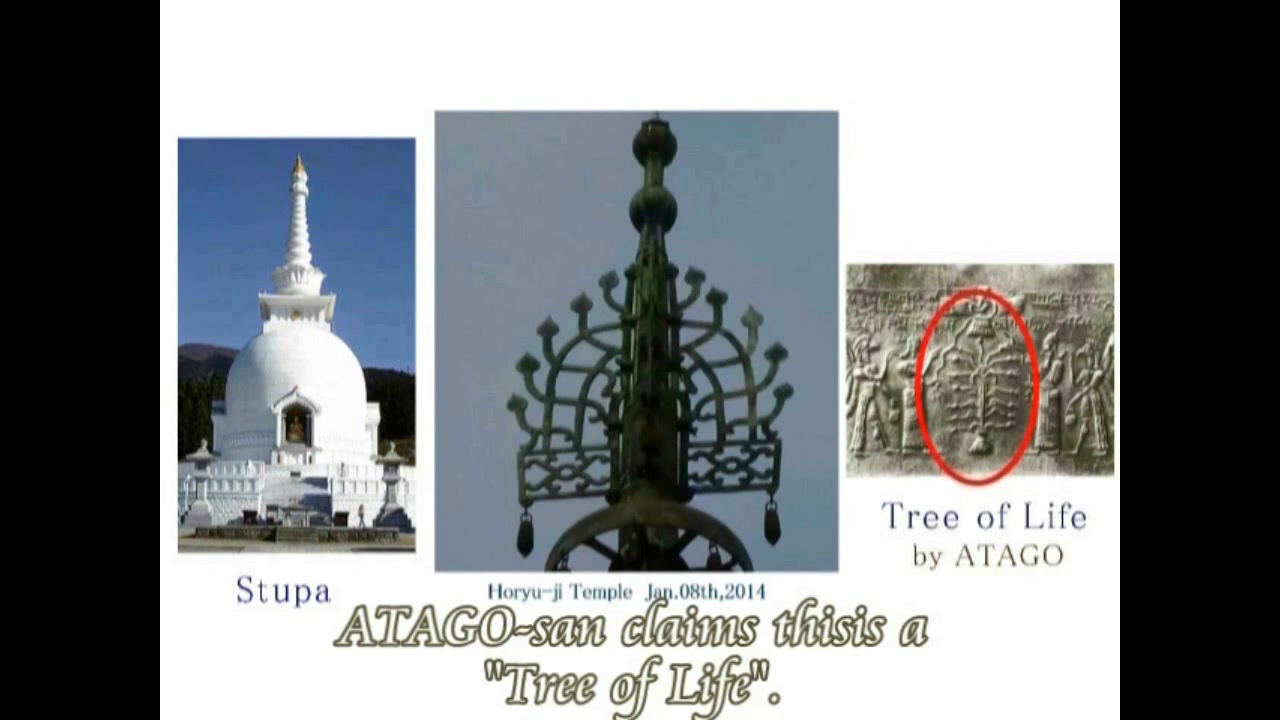 Stupa
Horyu-ji Temple Jan.08th,2014
Tree of Life
by ATAGO
ATAGO-san claims thisis a
"Tree of Life".